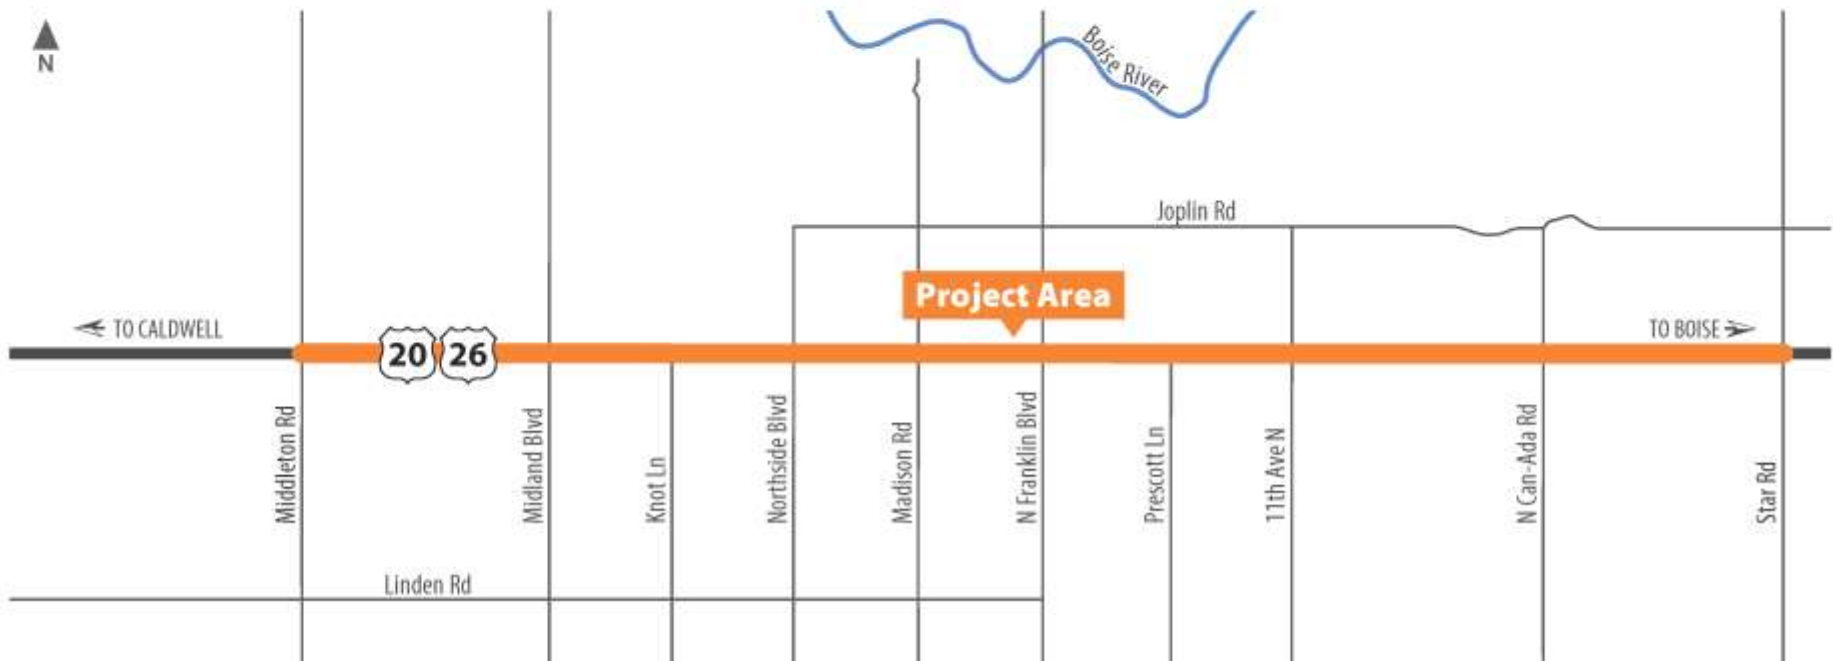 N
Boise River
Joplin Rd
Project Area
TO CALDWELL
TO BOISE
20 26
Middleton Rd
Midland Blvd
Knot Ln
Northside Blvd
Madison Rd
N Franklin Blvd
Prescott Ln
11th Ave N
N Can-Ada Rd
Star Rd
Linden Rd